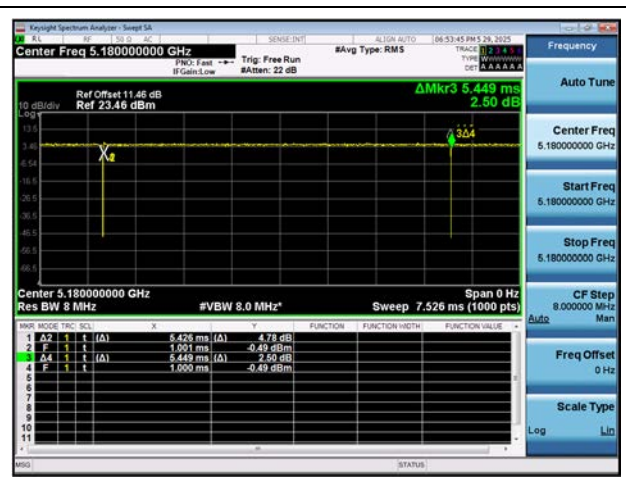 Keysight Spectrum Analyzer - Swept SA
RL RF 50 Ω AC SENSE:INT ALIGN AUTO 06:53:45 PM 5 29, 2025
Center Freq 5.180000000 GHz
PNO: Fast
IFGain:Low
Trig: Free Run
#Atten: 22 dB
#Avg Type: RMS
TRACE 1 2 3 4 5 6
TYPE
DET A A A A A A
Ref Offset 11.46 dB
Ref 23.46 dBm
10 dB/div
Log
ΔMkr3 5.449 ms
2.50 dB
13.5
3.46
-6.54
-16.5
-26.5
-36.5
-46.5
-56.5
-66.5
2
3Δ4
Center 5.180000000 GHz
Span 0 Hz
Res BW 8 MHz
#VBW 8.0 MHz*
Sweep 7.526 ms (1000 pts)
MKR MODE TRC SCL X Y FUNCTION FUNCTION WIDTH FUNCTION VALUE
1 Δ2 1 t (Δ) 5.426 ms (Δ) 4.78 dB
2 F 1 t 1.001 ms -0.49 dBm
3 Δ4 1 t (Δ) 5.449 ms (Δ) 2.50 dB
4 F 1 t 1.000 ms -0.49 dBm
5
6
7
8
9
10
11
MSG STATUS
Frequency
Auto Tune
Center Freq
5.180000000 GHz
Start Freq
5.180000000 GHz
Stop Freq
5.180000000 GHz
CF Step
8.000000 MHz
Auto Man
Freq Offset
0 Hz
Scale Type
Log Lin